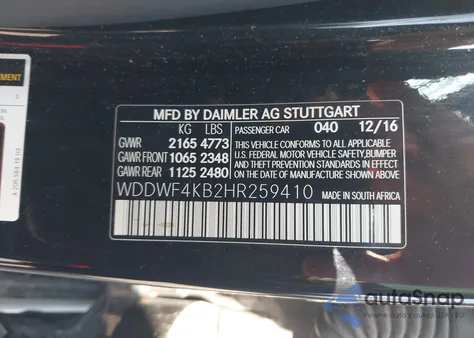 MFD BY DAIMLER AG STUTTGART
KG LBS PASSENGER CAR 040 12/16
GVWR 2165 4773
GAWR FRONT 1065 2348
GAWR REAR 1125 2480
THIS VEHICLE CONFORMS TO ALL APPLICABLE
U.S. FEDERAL MOTOR VEHICLE SAFETY, BUMPER
AND THEFT PREVENTION STANDARDS IN EFFECT
ON THE DATE OF MANUFACTURE SHOWN ABOVE
WDDWF4KB2HR259410 MADE IN SOUTH AFRICA
EMENT
autoSnap